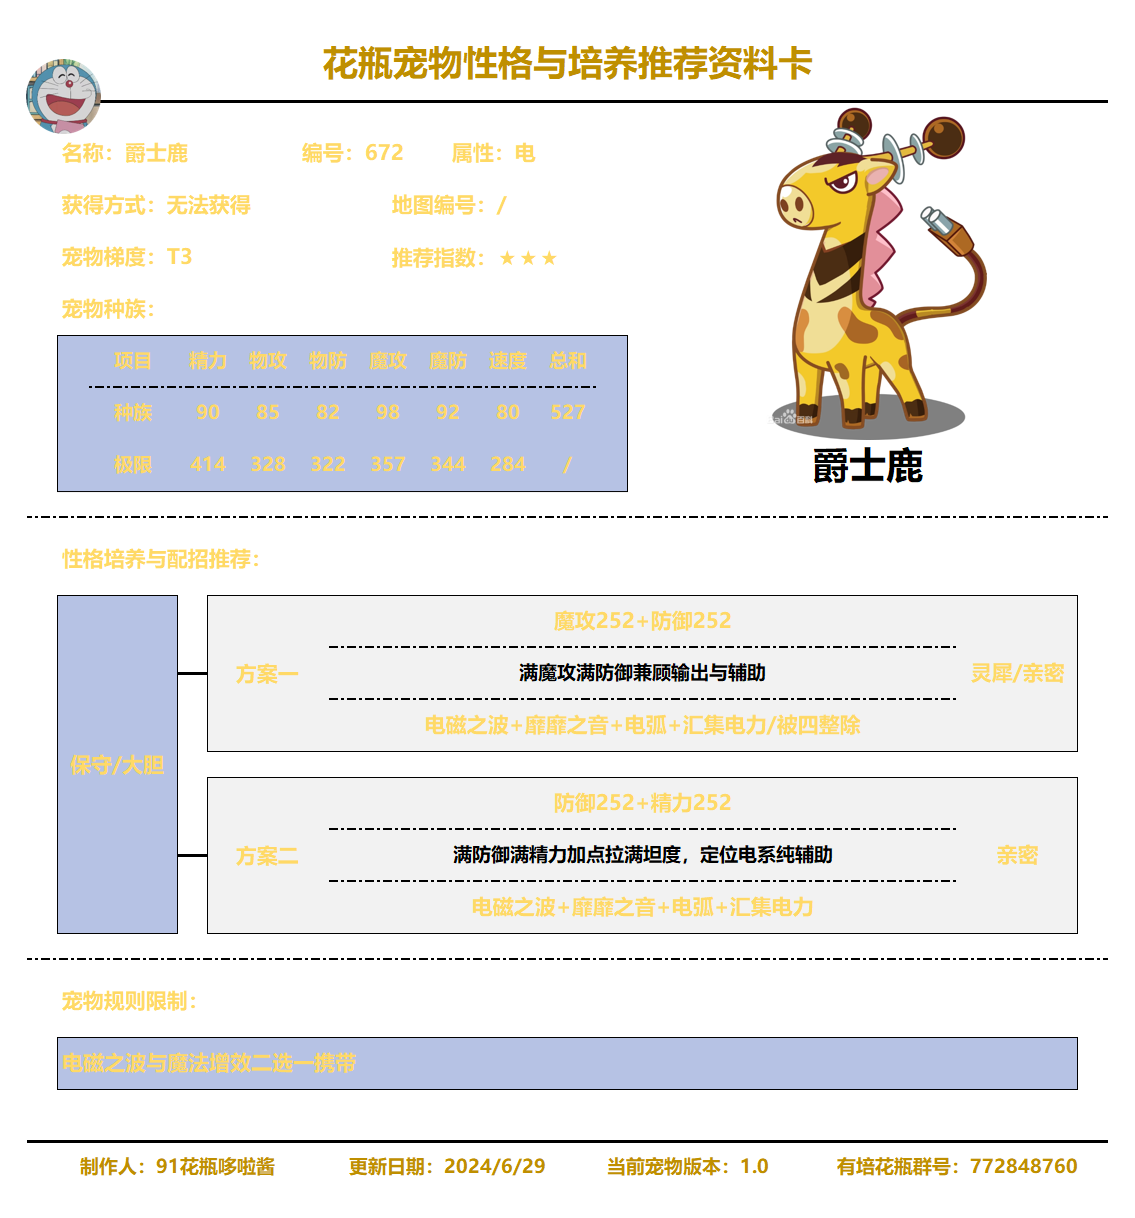 花瓶宠物性格与培养推荐资料卡
名称：爵士鹿 编号：672 属性：电
获得方式：无法获得 地图编号：/
宠物梯度：T3 推荐指数：★★★
宠物种族：
项目 精力 物攻 物防 魔攻 魔防 速度 总和
种族 90 85 82 98 92 80 527
极限 414 328 322 357 344 284 /
Bai 百科
爵士鹿
性格培养与配招推荐：
保守/大胆
方案一
魔攻252+防御252
满魔攻满防御兼顾输出与辅助
电磁之波+靡靡之音+电弧+汇集电力/被四整除
灵犀/亲密
方案二
防御252+精力252
满防御满精力加点拉满坦度，定位电系纯辅助
电磁之波+靡靡之音+电弧+汇集电力
亲密
宠物规则限制：
电磁之波与魔法增效二选一携带
制作人：91花瓶哆啦酱 更新日期：2024/6/29 当前宠物版本：1.0 有培花瓶群号：772848760